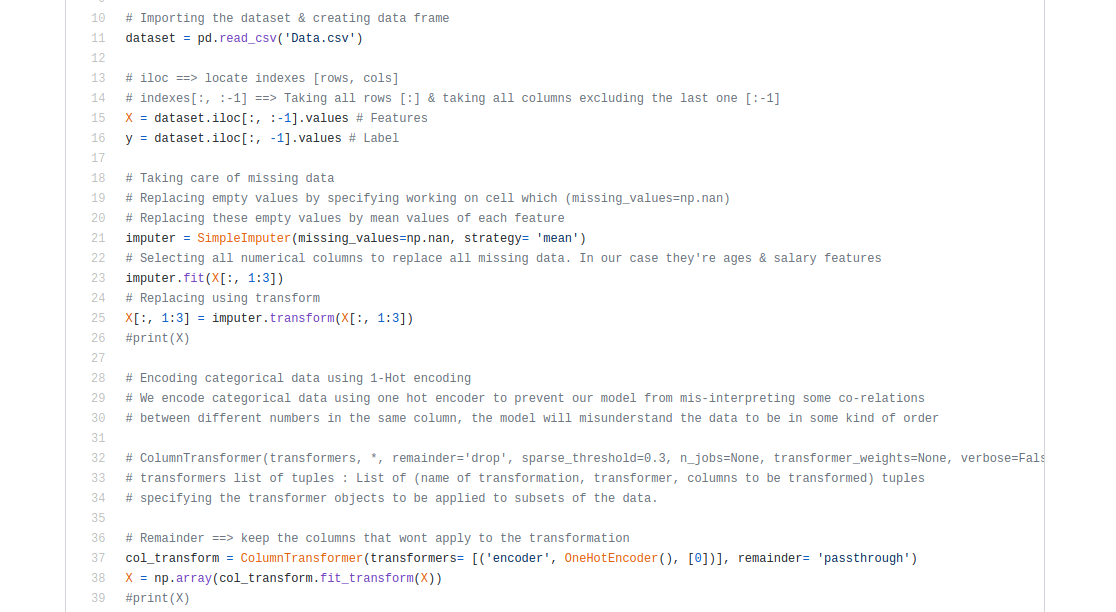 10 # Importing the dataset & creating data frame
11 dataset = pd.read_csv('Data.csv')
12
13 # iloc ==> locate indexes [rows, cols]
14 # indexes[:, :-1] ==> Taking all rows [:] & taking all columns excluding the last one [:-1]
15 X = dataset.iloc[:, :-1].values # Features
16 y = dataset.iloc[:, -1].values # Label
17
18 # Taking care of missing data
19 # Replacing empty values by specifying working on cell which (missing_values=np.nan)
20 # Replacing these empty values by mean values of each feature
21 imputer = SimpleImputer(missing_values=np.nan, strategy= 'mean')
22 # Selecting all numerical columns to replace all missing data. In our case they're ages & salary features
23 imputer.fit(X[:, 1:3])
24 # Replacing using transform
25 X[:, 1:3] = imputer.transform(X[:, 1:3])
26 #print(X)
27
28 # Encoding categorical data using 1-Hot encoding
29 # We encode categorical data using one hot encoder to prevent our model from mis-interpreting some co-relations
30 # between different numbers in the same column, the model will misunderstand the data to be in some kind of order
31
32 # ColumnTransformer(transformers, *, remainder='drop', sparse_threshold=0.3, n_jobs=None, transformer_weights=None, verbose=Fals
33 # transformers list of tuples : List of (name of transformation, transformer, columns to be transformed) tuples
34 # specifying the transformer objects to be applied to subsets of the data.
35
36 # Remainder ==> keep the columns that wont apply to the transformation
37 col_transform = ColumnTransformer(transformers= [('encoder', OneHotEncoder(), [0])], remainder= 'passthrough')
38 X = np.array(col_transform.fit_transform(X))
39 #print(X)